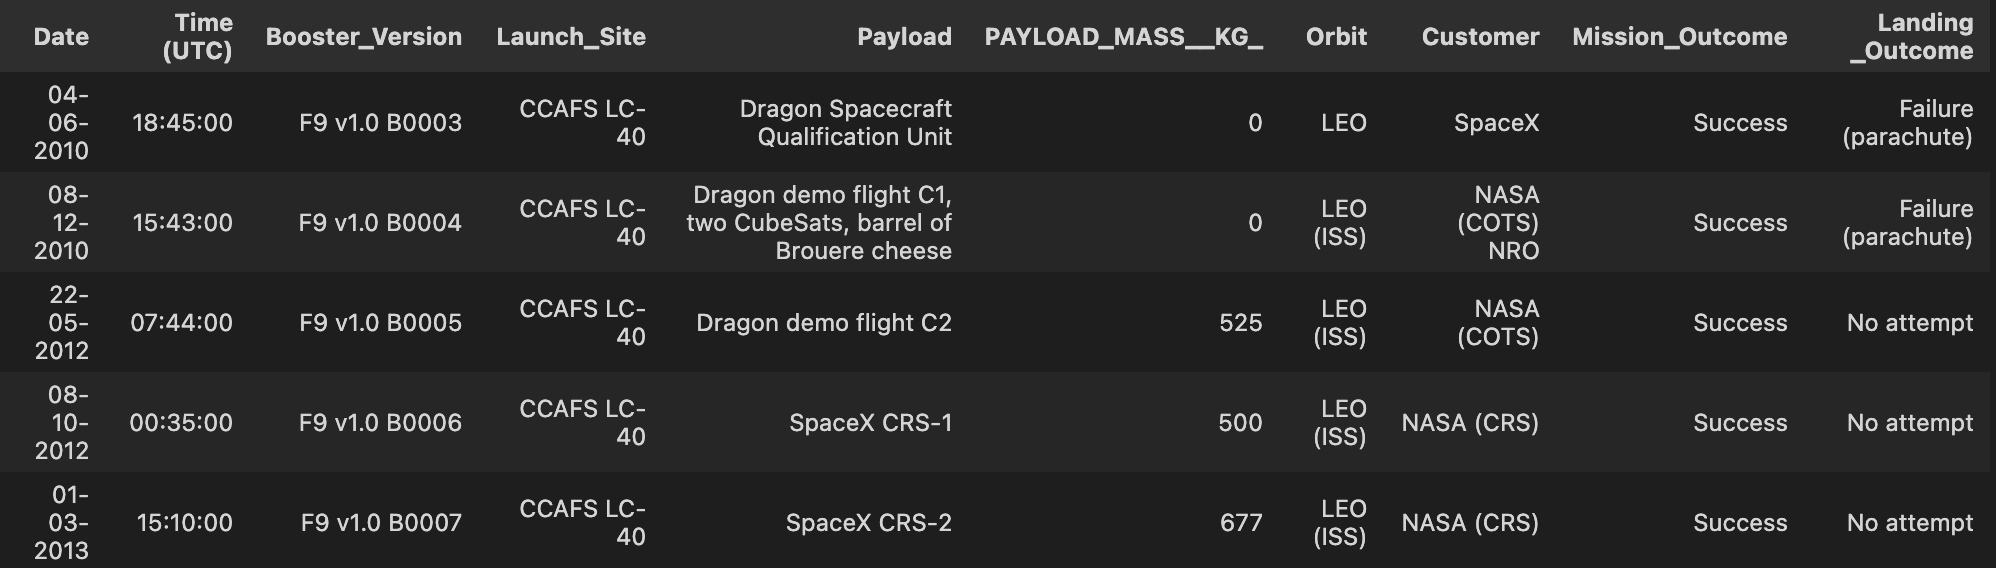 Date Time (UTC) Booster_Version Launch_Site Payload PAYLOAD_MASS__KG_ Orbit Customer Mission_Outcome Landing _Outcome
04-06-2010 18:45:00 F9 v1.0 B0003 CCAFS LC-40 Dragon Spacecraft Qualification Unit 0 LEO SpaceX Success Failure (parachute)
08-12-2010 15:43:00 F9 v1.0 B0004 CCAFS LC-40 Dragon demo flight C1, two CubeSats, barrel of Brouere cheese 0 LEO (ISS) NASA (COTS) NRO Success Failure (parachute)
22-05-2012 07:44:00 F9 v1.0 B0005 CCAFS LC-40 Dragon demo flight C2 525 LEO (ISS) NASA (COTS) Success No attempt
08-10-2012 00:35:00 F9 v1.0 B0006 CCAFS LC-40 SpaceX CRS-1 500 LEO (ISS) NASA (CRS) Success No attempt
01-03-2013 15:10:00 F9 v1.0 B0007 CCAFS LC-40 SpaceX CRS-2 677 LEO (ISS) NASA (CRS) Success No attempt